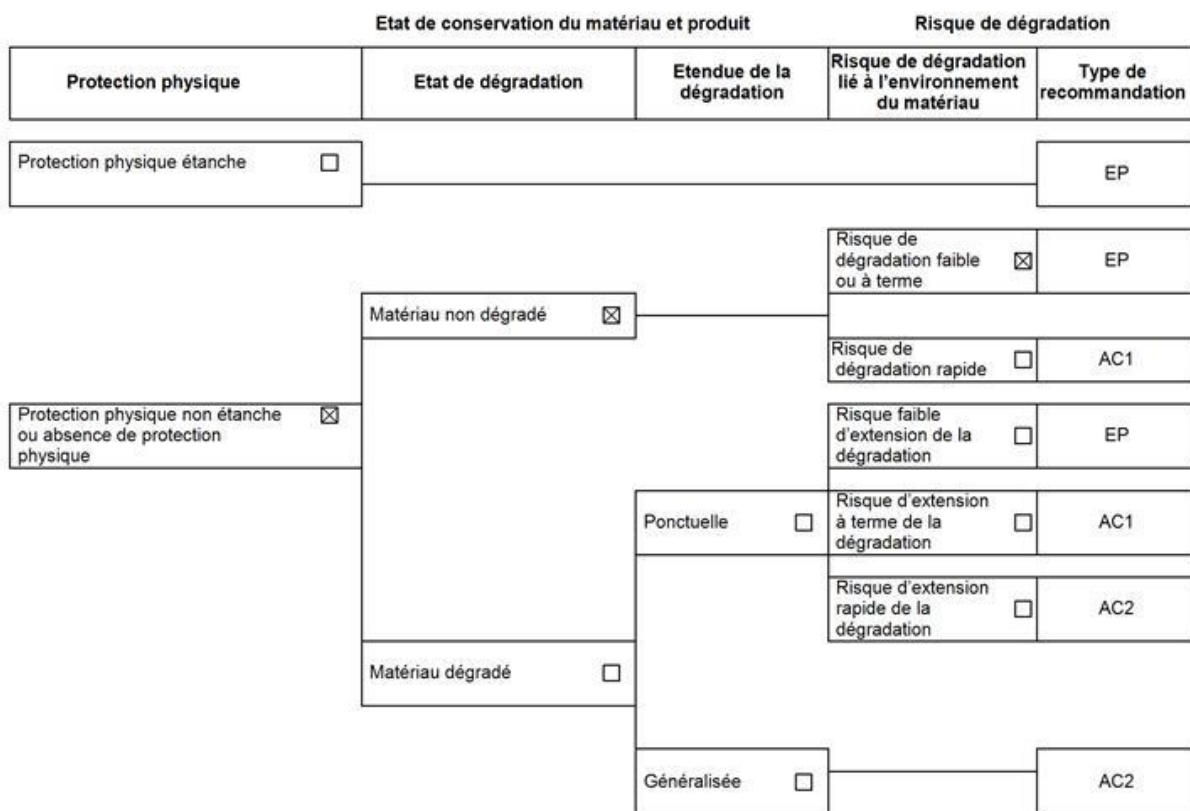 Etat de conservation du matériau et produit
Risque de dégradation
Protection physique
Etat de dégradation
Etendue de la
dégradation
Risque de dégradation
lié à l'environnement
du matériau
Type de
recommandation
Protection physique étanche
EP
Risque de
dégradation faible
ou à terme
EP
Matériau non dégradé
Risque de
dégradation rapide
AC1
Protection physique non étanche
ou absence de protection
physique
Risque faible
d'extension de la
dégradation
EP
Ponctuelle
Risque d'extension
à terme de la
dégradation
AC1
Risque d'extension
rapide de la
dégradation
AC2
Matériau dégradé
Généralisée
AC2